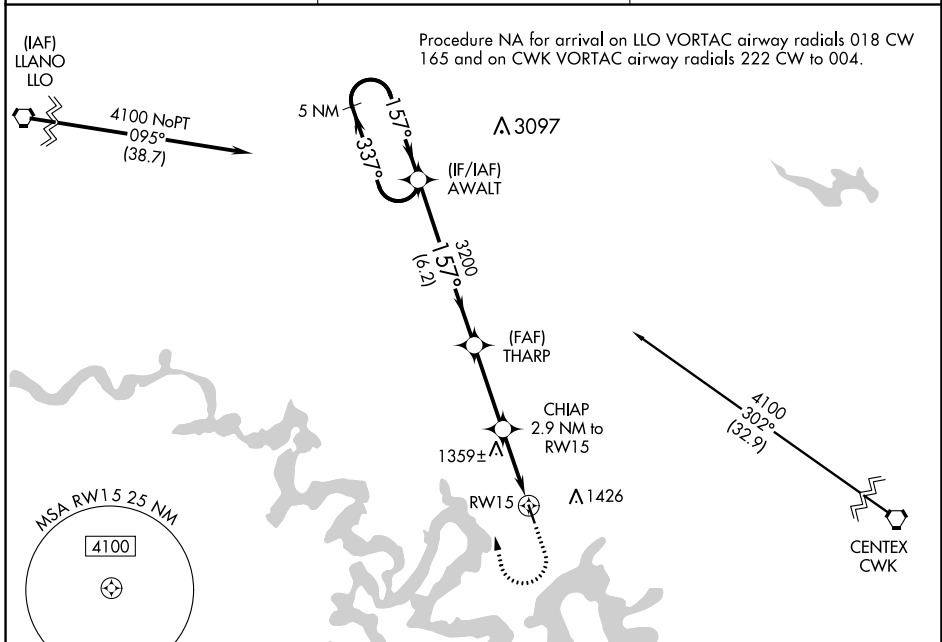 Procedure NA for arrival on LLO VORTAC airway radials 018 CW
165 and on CWK VORTAC airway radials 222 CW to 004.
(IAF)
LLANO
LLO
4100 NoPT
095°
(38.7)
5 NM
157°
337°
3097
(IF/IAF)
AWALT
3200
157°
(6.2)
(FAF)
THARP
CHIAP
2.9 NM to
RW15
1359±
RW15
1426
4100
302°
(32.9)
CENTEX
CWK
MSA RW15 25 NM
4100